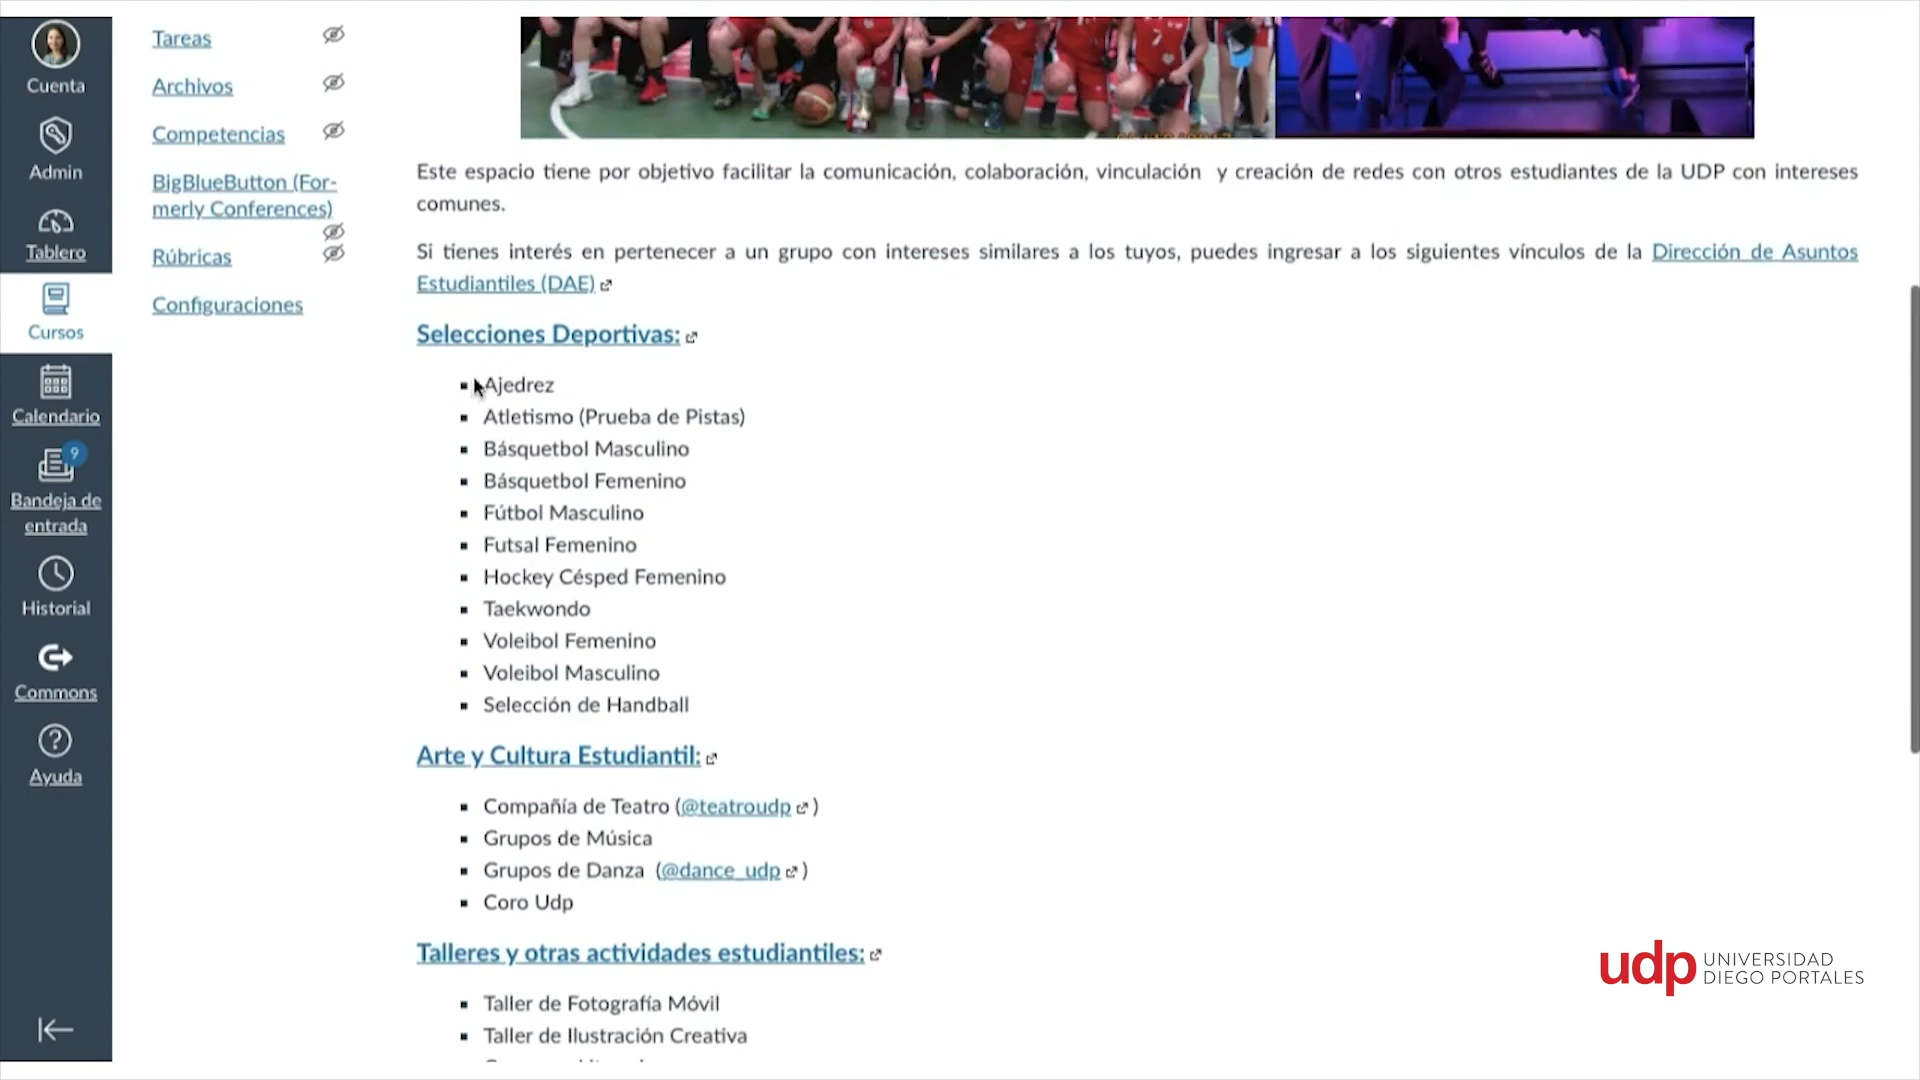 Cuenta
Admin
Tablero
Cursos
Calendario
9
Bandeja de
entrada
Historial
Commons
Ayuda
Tareas
Archivos
Competencias
BigBlueButton (For-
merly Conferences)
Rúbricas
Configuraciones
7
Este espacio tiene por objetivo facilitar la comunicación, colaboración, vinculación y creación de redes con otros estudiantes de la UDP con intereses
comunes.
Si tienes interés en pertenecer a un grupo con intereses similares a los tuyos, puedes ingresar a los siguientes vínculos de la Dirección de Asuntos
Estudiantiles (DAE)
Selecciones Deportivas:
Ajedrez
Atletismo (Prueba de Pistas)
Básquetbol Masculino
Básquetbol Femenino
Fútbol Masculino
Futsal Femenino
Hockey Césped Femenino
Taekwondo
Voleibol Femenino
Voleibol Masculino
Selección de Handball
Arte y Cultura Estudiantil:
Compañía de Teatro (@teatroudp)
Grupos de Música
Grupos de Danza (@dance_udp)
Coro Udp
Talleres y otras actividades estudiantiles:
Taller de Fotografía Móvil
Taller de Ilustración Creativa
udp UNIVERSIDAD
DIEGO PORTALES